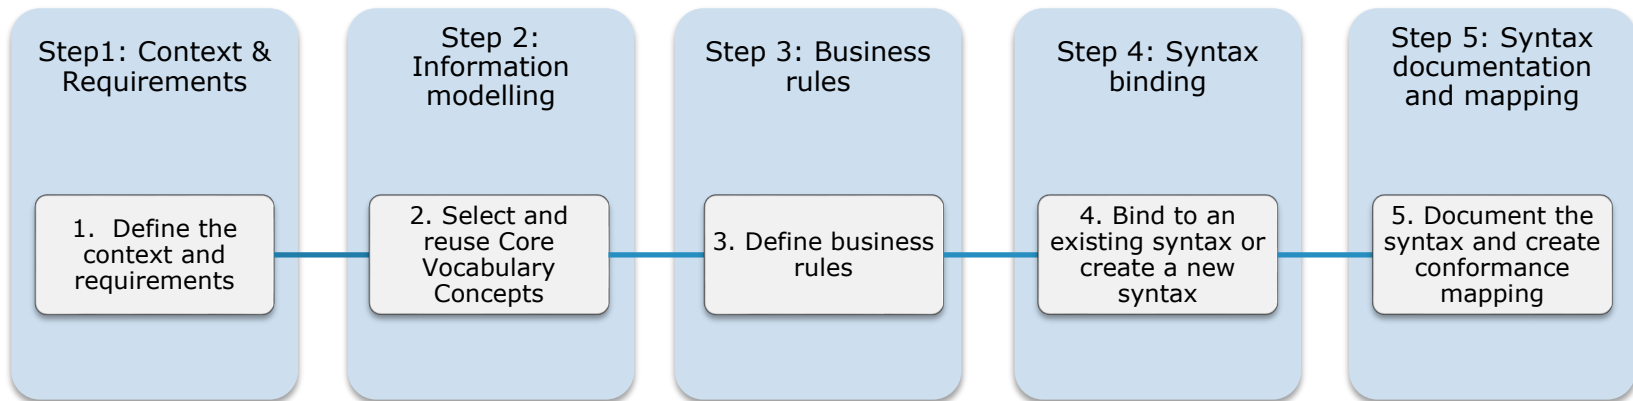 Step1: Context &
Requirements
1.  Define the
context and
requirements
Step 2:
Information
modelling
2. Select and
reuse Core
Vocabulary
Concepts
Step 3: Business
rules
3. Define business
rules
Step 4: Syntax
binding
4. Bind to an
existing syntax or
create a new
syntax
Step 5: Syntax
documentation
and mapping
5. Document the
syntax and create
conformance
mapping